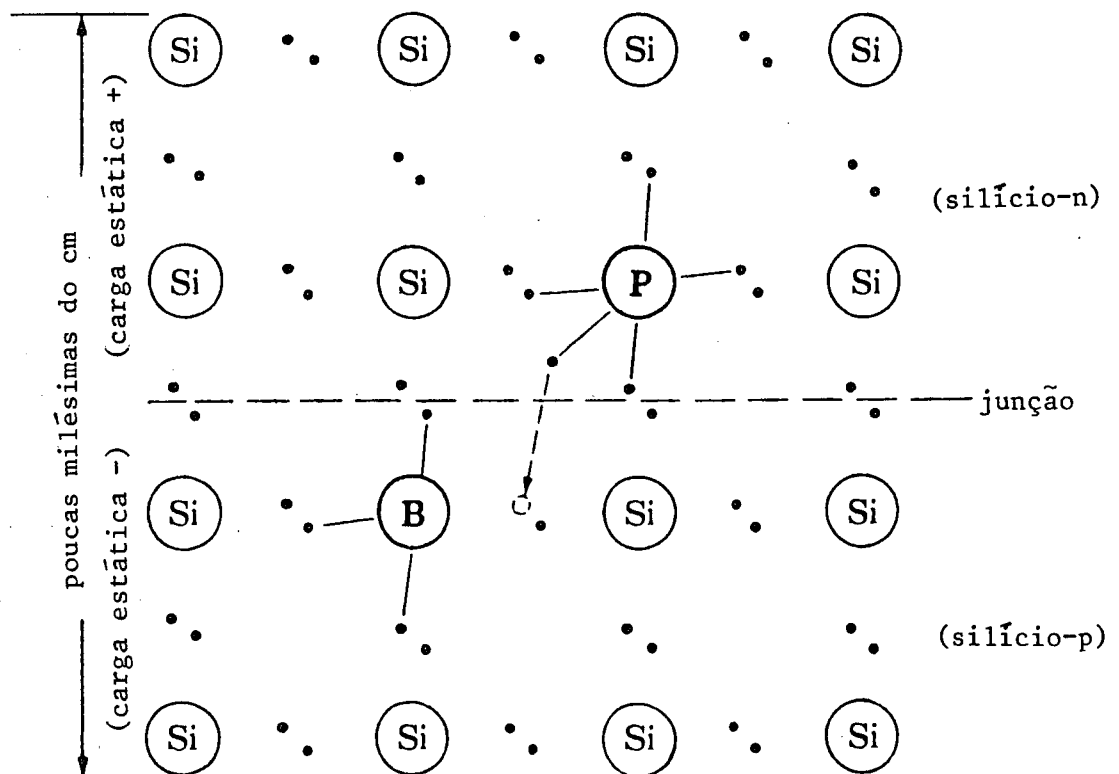 Si Si Si Si
poucas milésimas do cm
(carga estática +)
(silício-n)
Si Si P Si
junção
(carga estática -)
Si B Si Si
(silício-p)
Si Si Si Si